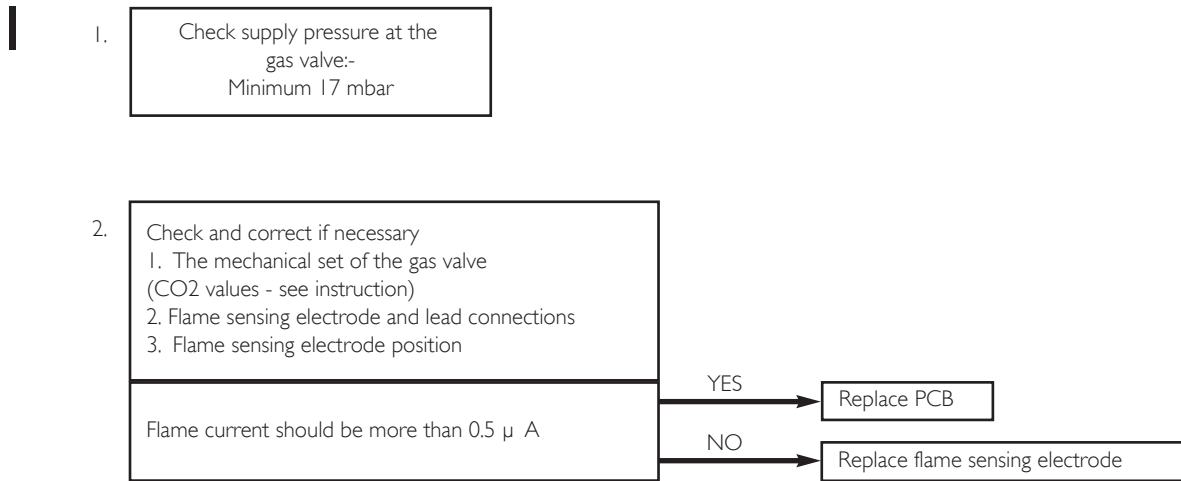 1.
Check supply pressure at the
gas valve:-
Minimum 17 mbar
2.
Check and correct if necessary
1. The mechanical set of the gas valve
(CO2 values - see instruction)
2. Flame sensing electrode and lead connections
3. Flame sensing electrode position
Flame current should be more than 0.5 µ A
YES
Replace PCB
NO
Replace flame sensing electrode